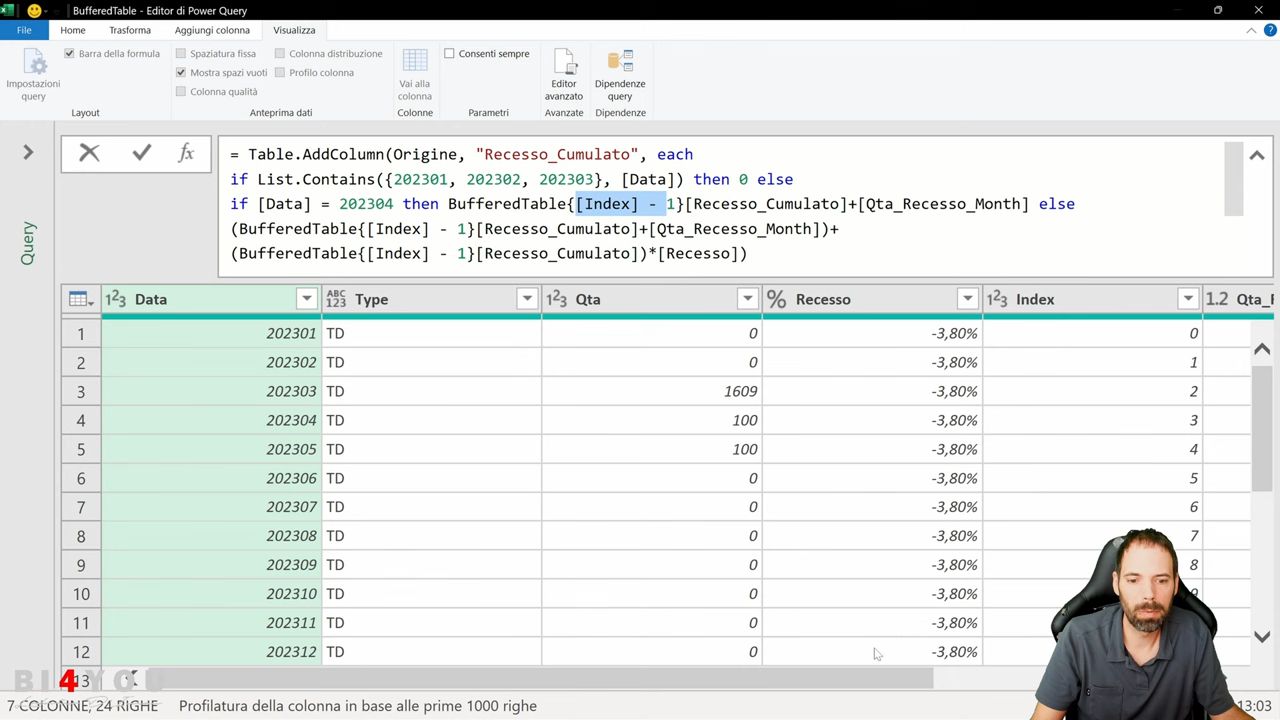 BufferedTable - Editor di Power Query
File Home Trasforma Aggiungi colonna Visualizza
Impostazioni query
Barra della formula
Spaziatura fissa
Mostra spazi vuoti
Colonna qualità
Colonna distribuzione
Profilo colonna
Vai alla colonna
Consenti sempre
Editor avanzato
Dipendenze query
Layout Anteprima dati Colonne Parametri Avanzate Dipendenze
fx
= Table.AddColumn(Origine, "Recesso_Cumulato", each
if List.Contains({202301, 202302, 202303}, [Data]) then 0 else
if [Data] = 202304 then BufferedTable{[Index] - 1}[Recesso_Cumulato]+[Qta_Recesso_Month] else
(BufferedTable{[Index] - 1}[Recesso_Cumulato]+[Qta_Recesso_Month])+
(BufferedTable{[Index] - 1}[Recesso_Cumulato])*[Recesso])
Query
123 Data ABC123 Type 123 Qta % Recesso 123 Index 1.2
1 202301 TD 0 -3,80% 0
2 202302 TD 0 -3,80% 1
3 202303 TD 1609 -3,80% 2
4 202304 TD 100 -3,80% 3
5 202305 TD 100 -3,80% 4
6 202306 TD 0 -3,80% 5
7 202307 TD 0 -3,80% 6
8 202308 TD 0 -3,80% 7
9 202309 TD 0 -3,80% 8
10 202310 TD 0 -3,80%
11 202311 TD 0 -3,80%
12 202312 TD 0 -3,80%
13
BI4YOU
7 COLONNE, 24 RIGHE Profilatura della colonna in base alle prime 1000 righe
13:03